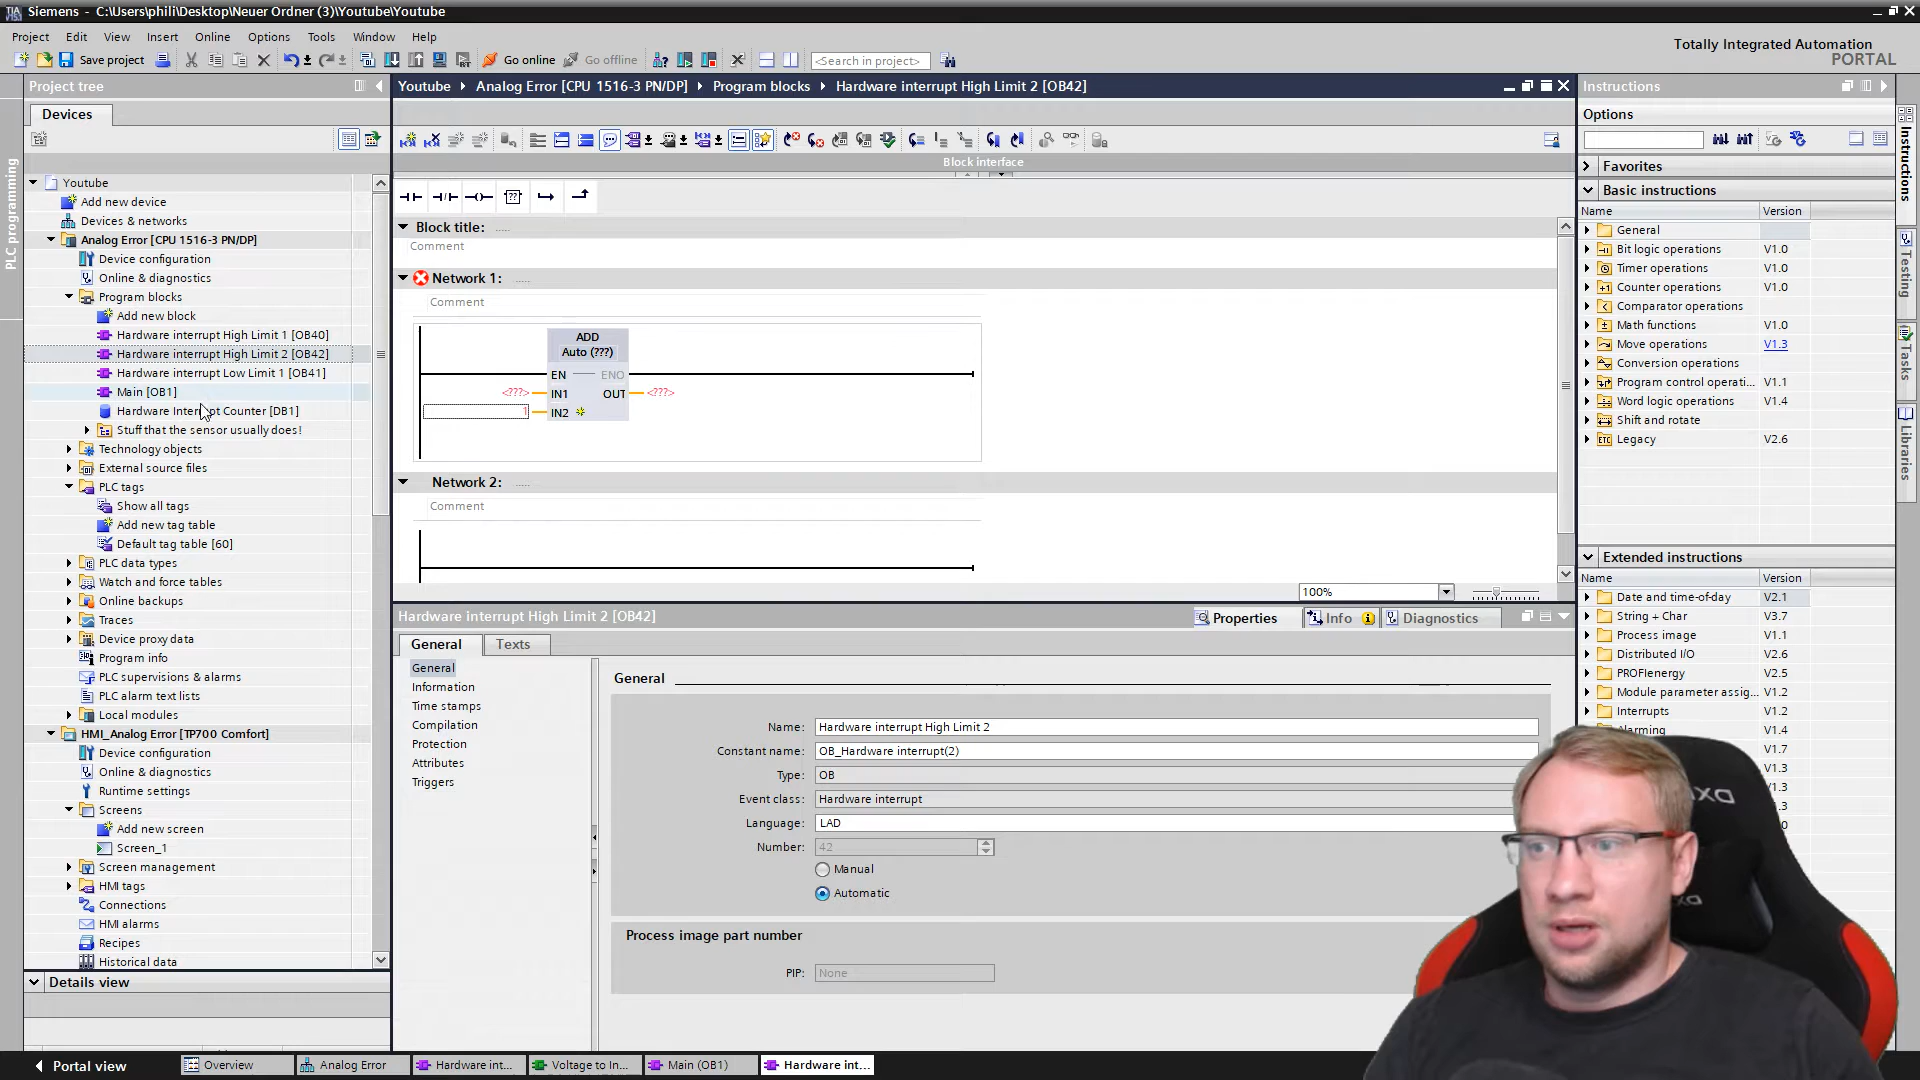 Siemens - C:\Users\phili\Desktop\Neuer Ordner (3)\Youtube\Youtube
Project Edit View Insert Online Options Tools Window Help
Totally Integrated Automation
PORTAL
Save project
Go online
Go offline
<Search in project>
Project tree
Devices
PLC programming
Youtube
Add new device
Devices & networks
Analog Error [CPU 1516-3 PN/DP]
Device configuration
Online & diagnostics
Program blocks
Add new block
Hardware interrupt High Limit 1 [OB40]
Hardware interrupt High Limit 2 [OB42]
Hardware interrupt Low Limit 1 [OB41]
Main [OB1]
Hardware Interrupt Counter [DB1]
Stuff that the sensor usually does!
Technology objects
External source files
PLC tags
Show all tags
Add new tag table
Default tag table [60]
PLC data types
Watch and force tables
Online backups
Traces
Device proxy data
Program info
PLC supervisions & alarms
PLC alarm text lists
Local modules
HMI_Analog Error [TP700 Comfort]
Device configuration
Online & diagnostics
Runtime settings
Screens
Add new screen
Screen_1
Screen management
HMI tags
Connections
HMI alarms
Recipes
Historical data
Details view
Youtube Analog Error [CPU 1516-3 PN/DP] Program blocks Hardware interrupt High Limit 2 [OB42]
Block interface
Block title: .....
Comment
Network 1: .....
Comment
ADD
Auto (???)
EN ENO
<???> IN1 OUT <???>
1 IN2
Network 2: .....
Comment
100%
Hardware interrupt High Limit 2 [OB42]
Properties
Info
Diagnostics
General
Texts
General
Information
Time stamps
Compilation
Protection
Attributes
Triggers
General
Name: Hardware interrupt High Limit 2
Constant name: OB_Hardware interrupt(2)
Type: OB
Event class: Hardware interrupt
Language: LAD
Number: 42
Manual
Automatic
Process image part number
PIP: None
Instructions
Options
Favorites
Basic instructions
Name Version
General
Bit logic operations V1.0
Timer operations V1.0
Counter operations V1.0
Comparator operations
Math functions V1.0
Move operations V1.3
Conversion operations
Program control operati... V1.1
Word logic operations V1.4
Shift and rotate
Legacy V2.6
Extended instructions
Name Version
Date and time-of-day V2.1
String + Char V3.7
Process image V1.1
Distributed I/O V2.6
PROFIenergy V2.5
Module parameter assig... V1.2
Interrupts V1.2
Alarming V1.4
V1.7
V1.3
Instructions
Testing
Tasks
Libraries
DX
Portal view
Overview
Analog Error
Hardware int...
Voltage to In...
Main (OB1)
Hardware int...